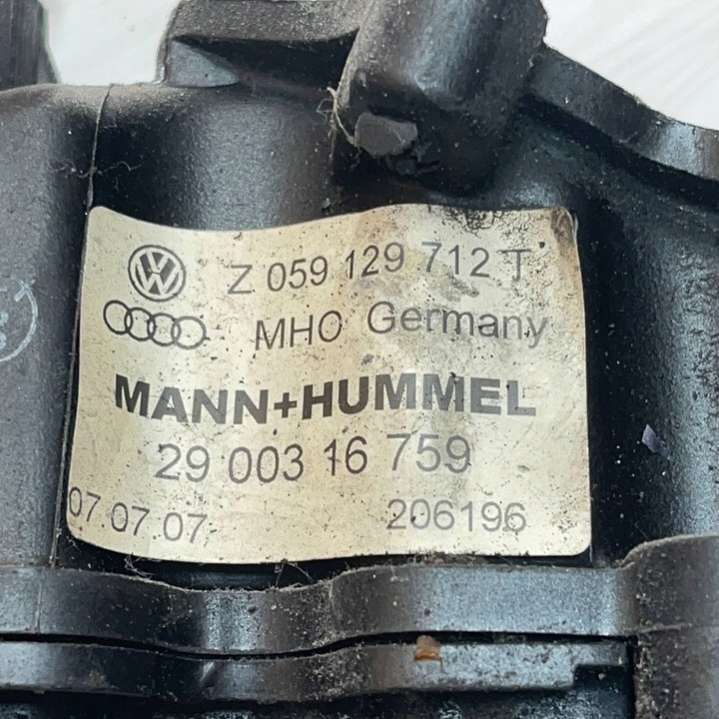 Z 059 129 712 T
MHO Germany
MANN+HUMMEL
29 003 16 759
07.07.07 206196